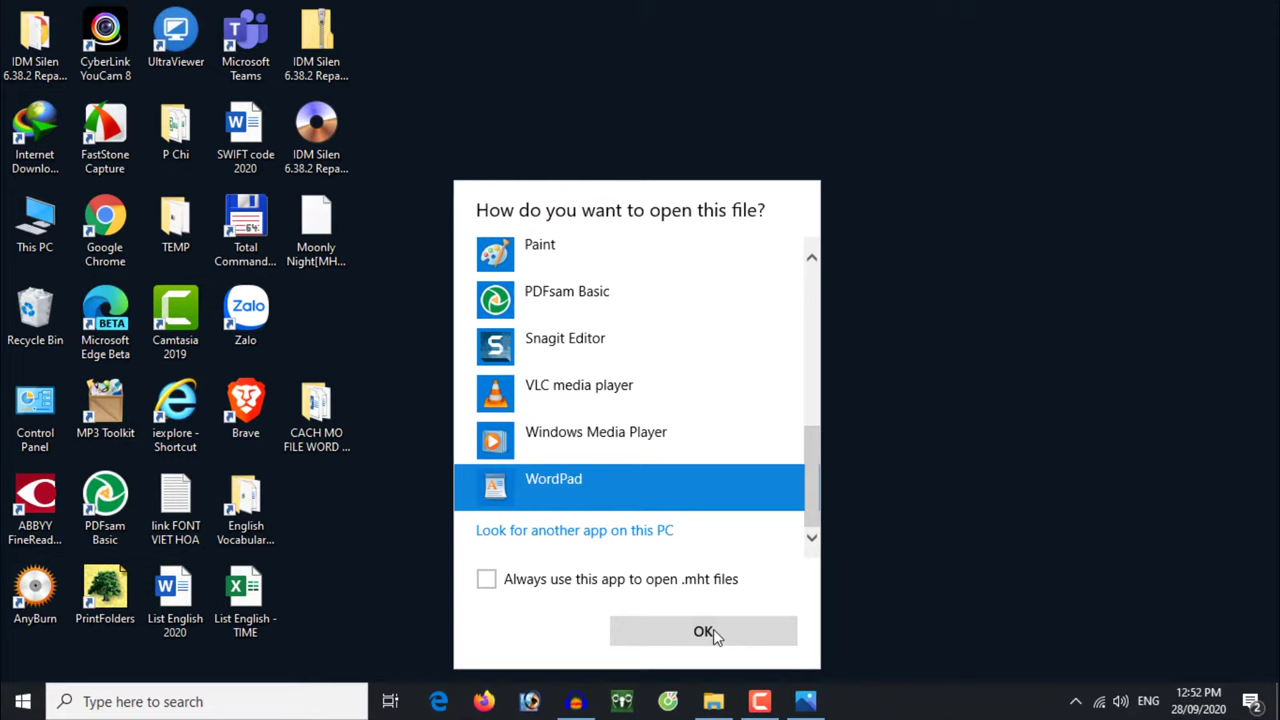 IDM Silen
6.38.2 Repa...
CyberLink
YouCam 8
UltraViewer
Microsoft
Teams
IDM Silen
6.38.2 Repa...
Internet
Downlo...
FastStone
Capture
P Chi
SWIFT code
2020
IDM Silen
6.38.2 Repa...
This PC
Google
Chrome
TEMP
64
Total
Command...
Moonly
Night[MH...
Recycle Bin
BETA
Microsoft
Edge Beta
Camtasia
2019
Zalo
Zalo
Control
Panel
MP3 Toolkit
iexplore -
Shortcut
Brave
CACH MO
FILE WORD ...
ABBYY
FineRead...
PDFsam
Basic
link FONT
VIET HOA
English
Vocabular...
AnyBurn
PrintFolders
List English
2020
List English -
TIME
How do you want to open this file?
Paint
PDFsam Basic
Snagit Editor
VLC media player
Windows Media Player
WordPad
Look for another app on this PC
Always use this app to open .mht files
OK
Type here to search
ENG
12:52 PM
28/09/2020
2